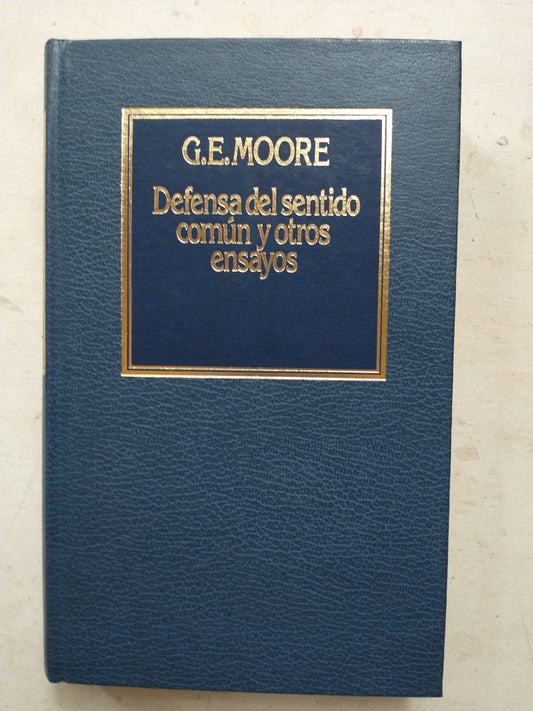 G.E.MOORE
Defensa del sentido
común y otros
ensayos